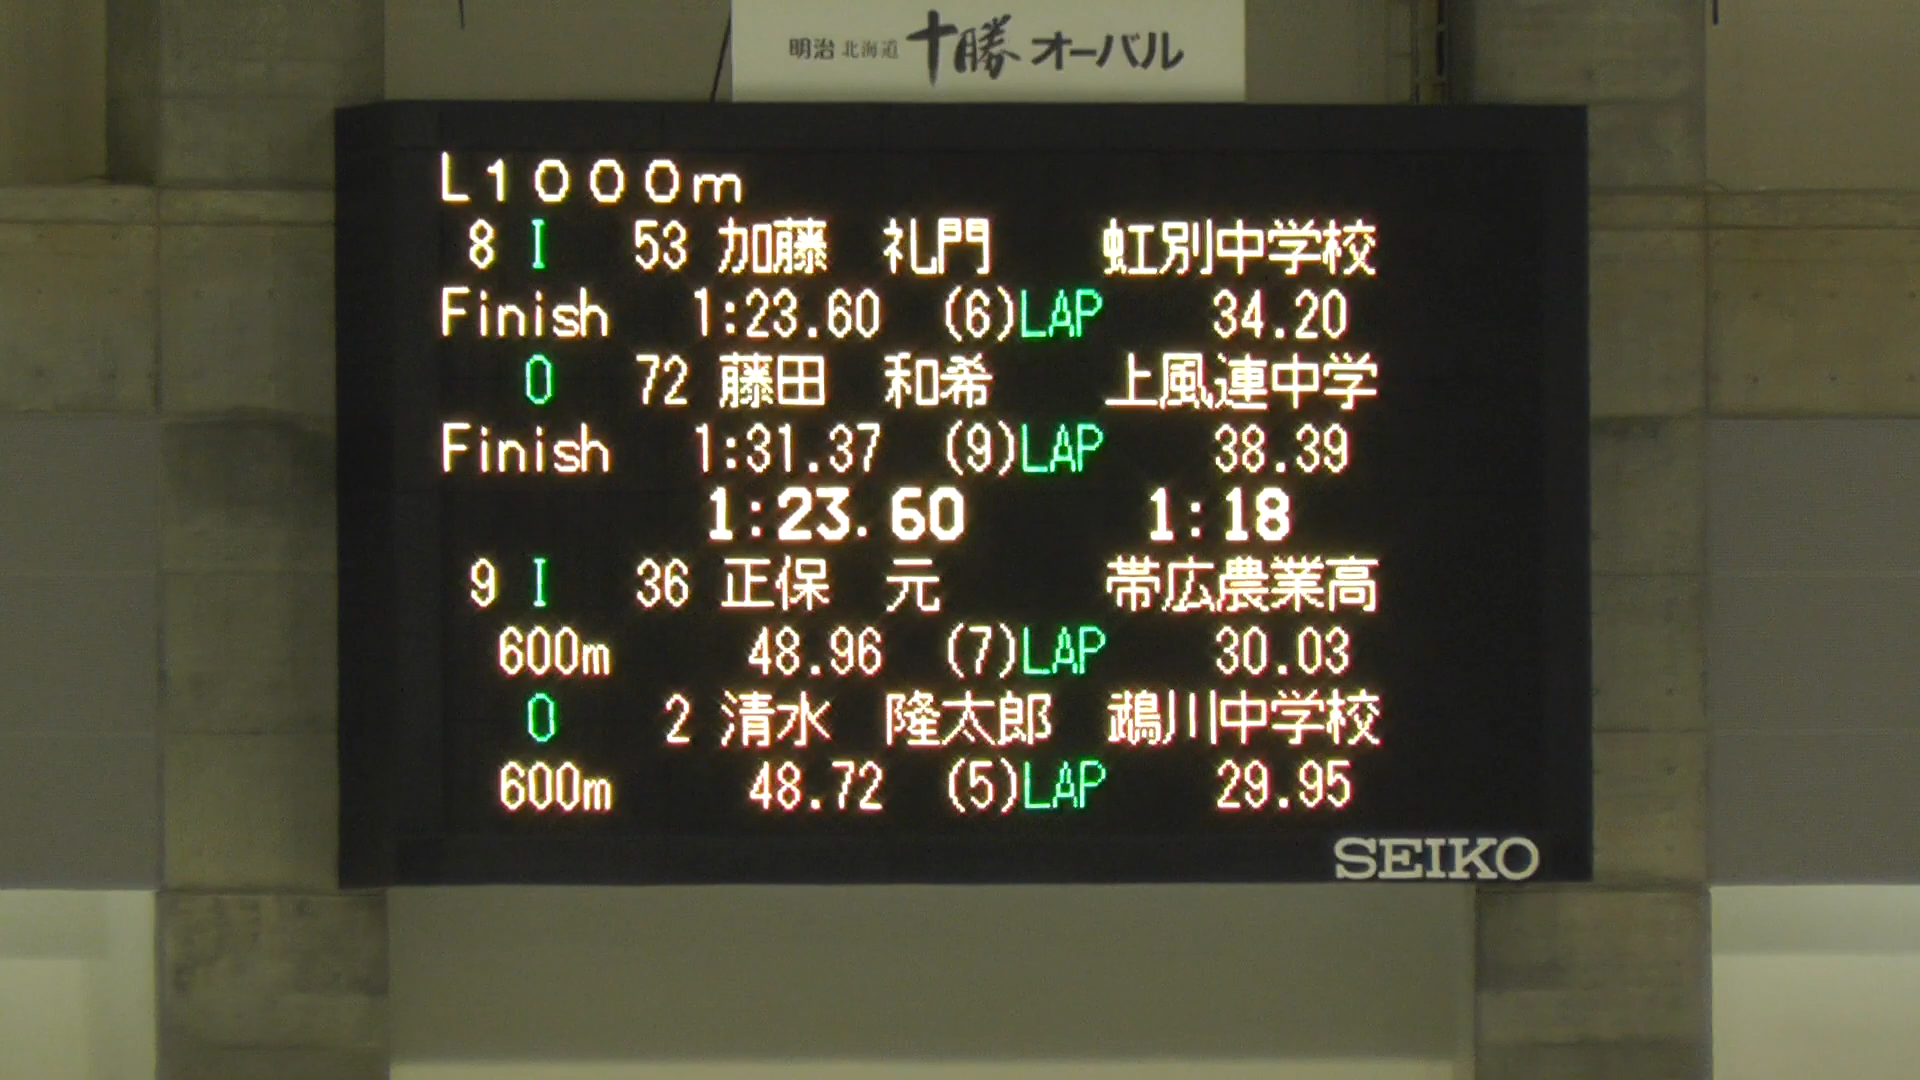 明治 北海道 十勝 オーバル
L1000m
8 I 53 加藤 礼門 虹別中学校
Finish 1:23.60 (6)LAP 34.20
O 72 藤田 和希 上風連中学
Finish 1:31.37 (9)LAP 38.39
1:23.60 1:18
9 I 36 正保 元 帯広農業高
600m 48.96 (7)LAP 30.03
O 2 清水 隆太郎 鵡川中学校
600m 48.72 (5)LAP 29.95
SEIKO